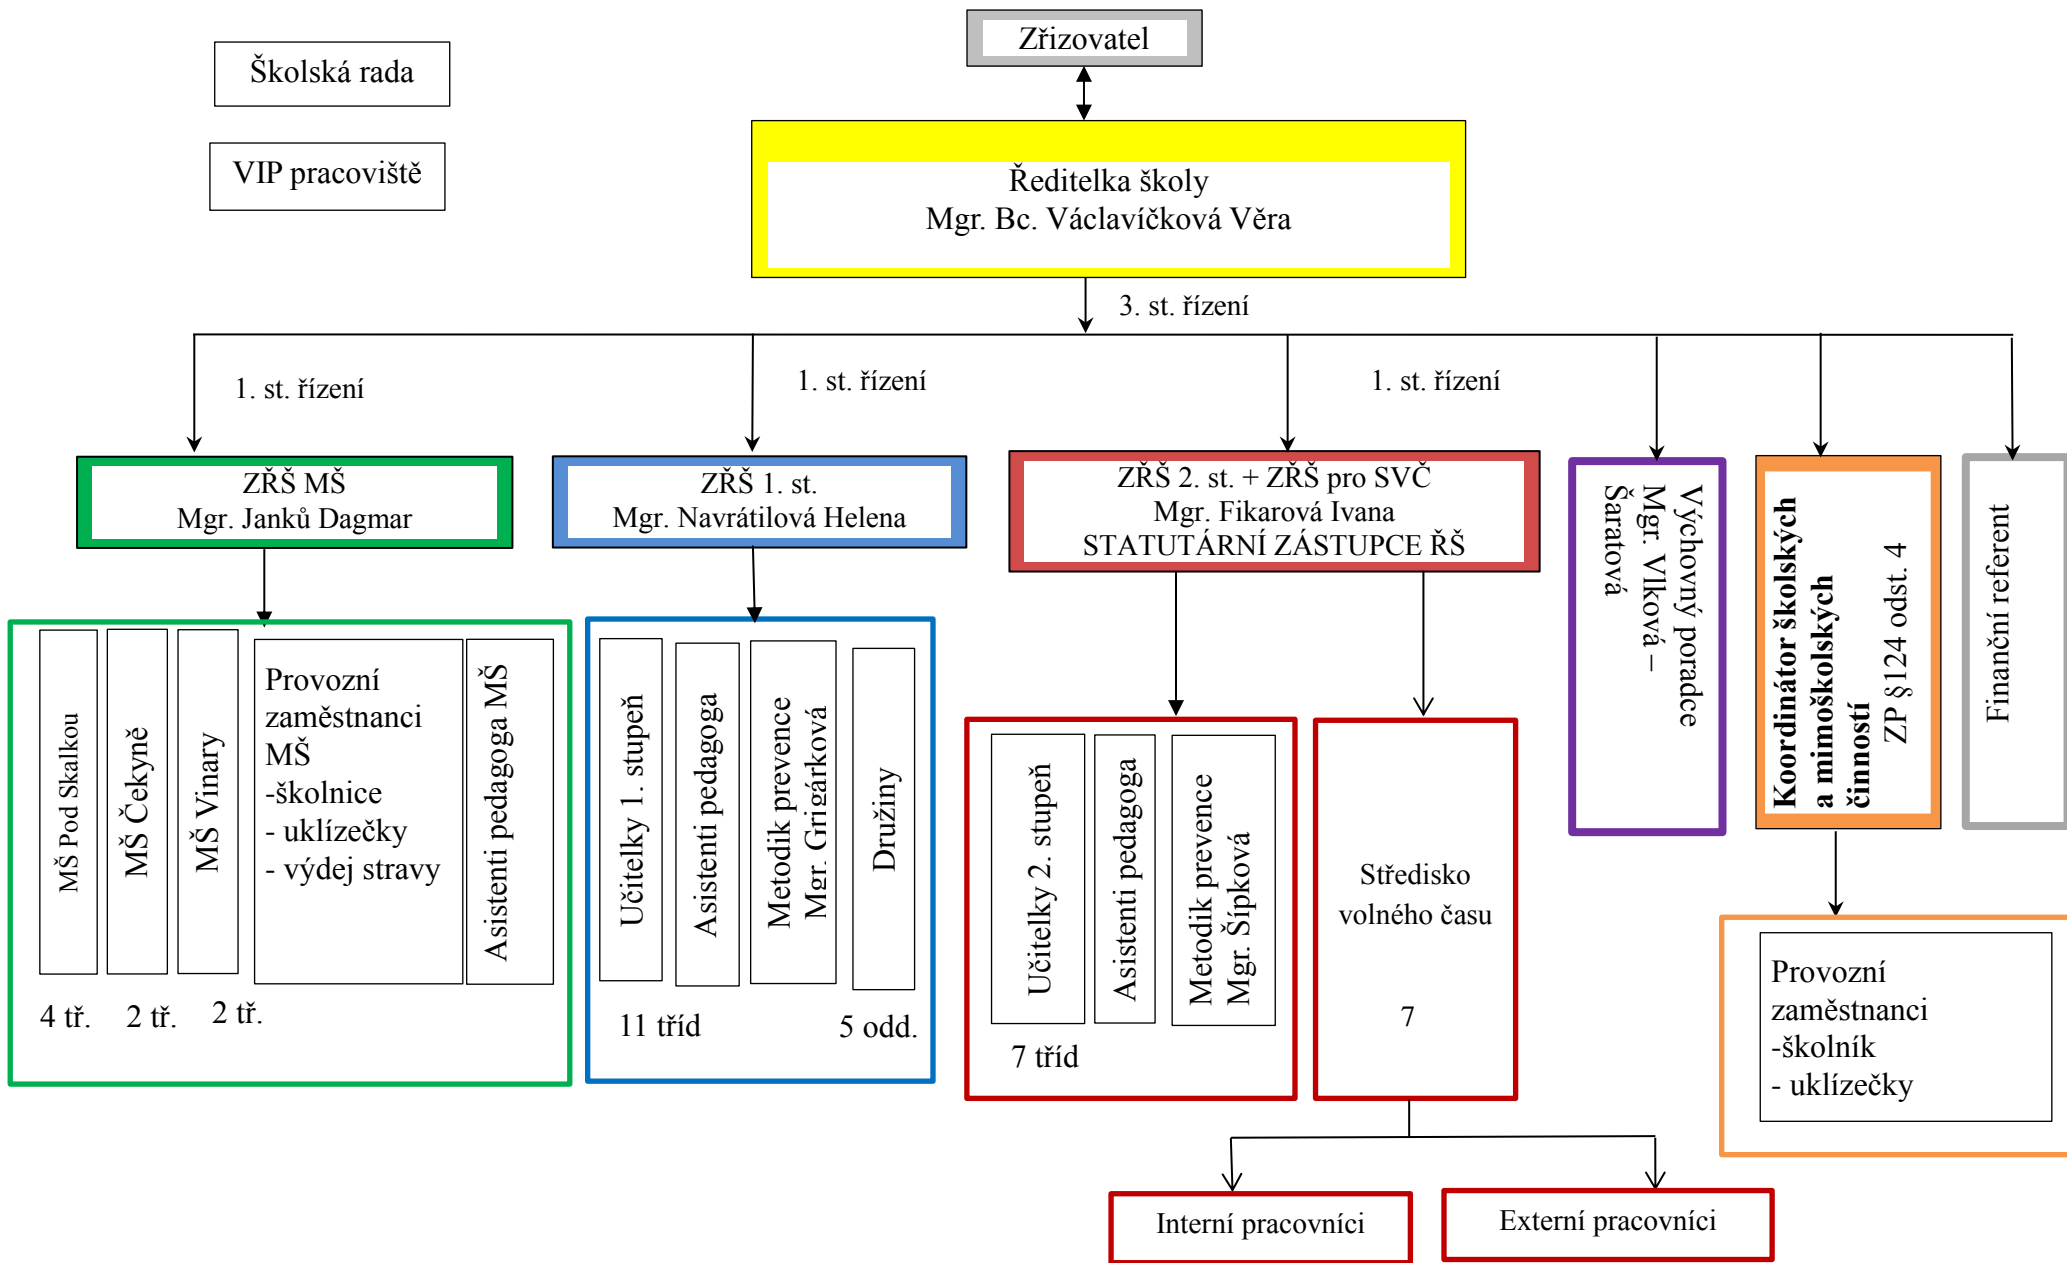 Zřizovatel
Školská rada
VIP pracoviště
Ředitelka školy
Mgr. Bc. Václavíčková Věra
3. st. řízení
1. st. řízení
1. st. řízení
1. st. řízení
ZŘŠ MŠ
Mgr. Janků Dagmar
ZŘŠ 1. st.
Mgr. Navrátilová Helena
ZŘŠ 2. st. + ZŘŠ pro SVČ
Mgr. Fikarová Ivana
STATUTÁRNÍ ZÁSTUPCE ŘŠ
Výchovný poradce
Mgr. Vlková –
Šaratová
Koordinátor školských
a mimoškolských
činností
ZP §124 odst. 4
Finanční referent
MŠ Pod Skalkou
MŠ Čekyně
MŠ Vinary
Provozní
zaměstnanci
MŠ
-školnice
- uklízečky
- výdej stravy
Asistenti pedagoga MŠ
4 tř.
2 tř.
2 tř.
Učitelky 1. stupeň
Asistenti pedagoga
Metodik prevence
Mgr. Grigárková
Družiny
11 tříd
5 odd.
Učitelky 2. stupeň
Asistenti pedagoga
Metodik prevence
Mgr. Šípková
7 tříd
Středisko
volného času
7
Provozní
zaměstnanci
-školník
- uklízečky
Interní pracovníci
Externí pracovníci